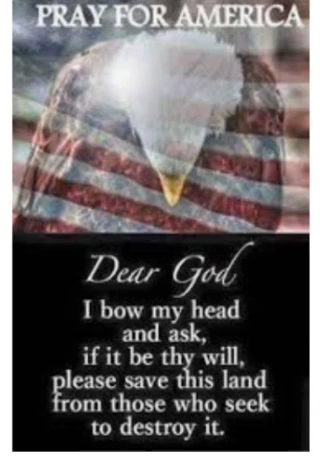 PRAY FOR AMERICA
Dear God
I bow my head
and ask,
if it be thy will,
please save this land
from those who seek
to destroy it.